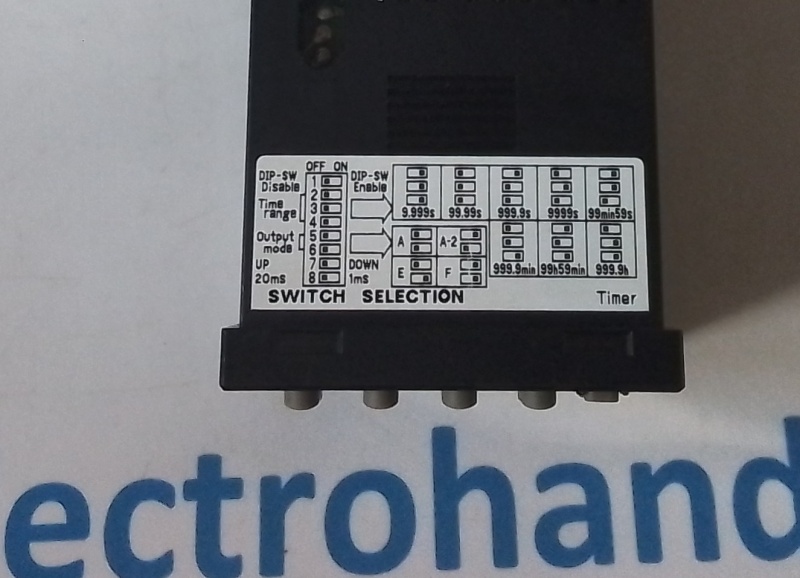 OFF ON
DIP-SW
Disable
Time
range
Output
mode
UP
20mS
1
2
3
4
5
6
7
8
DIP-SW
Enable
DOWN
1mS
9.999s 99.99s 999.9s 9999s 99min59s
A A-2
E F
999.9min 99h59min 999.9h
SWITCH SELECTION Timer
ectrohand